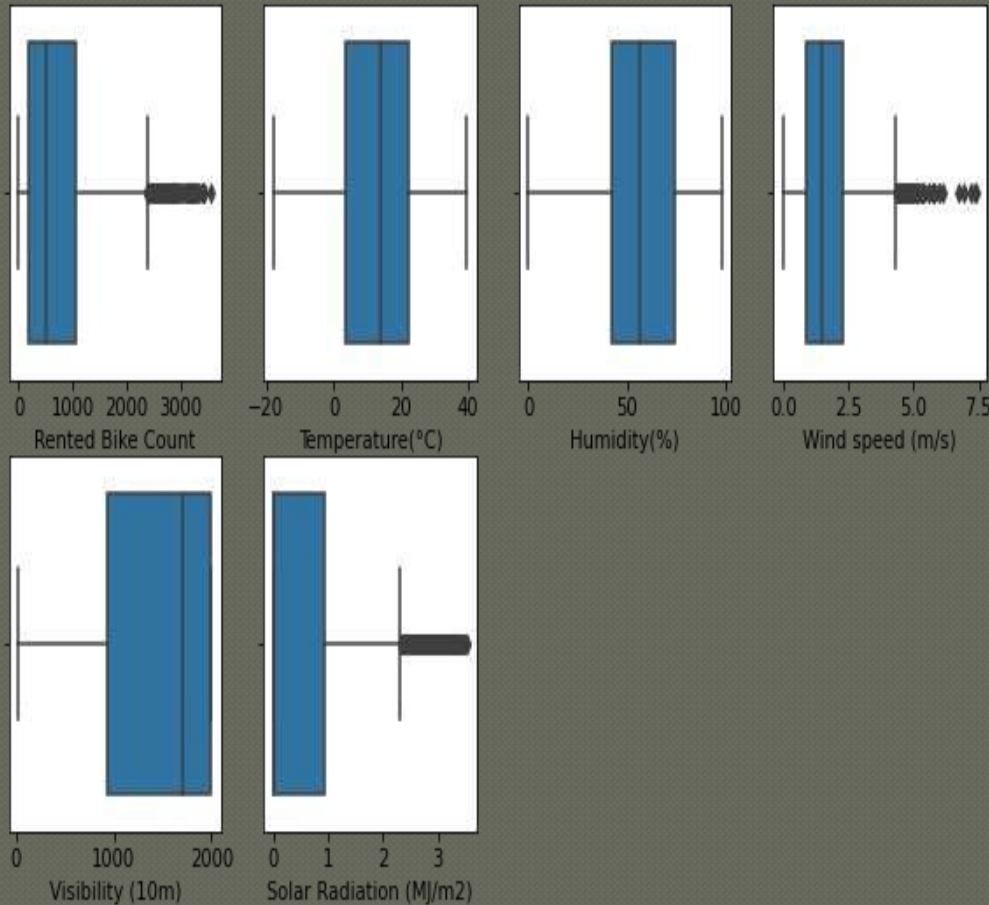 0 1000 2000 3000
Rented Bike Count
−20 0 20 40
Temperature(°C)
0 50 100
Humidity(%)
0.0 2.5 5.0 7.5
Wind speed (m/s)
0 1000 2000
Visibility (10m)
0 1 2 3
Solar Radiation (MJ/m2)